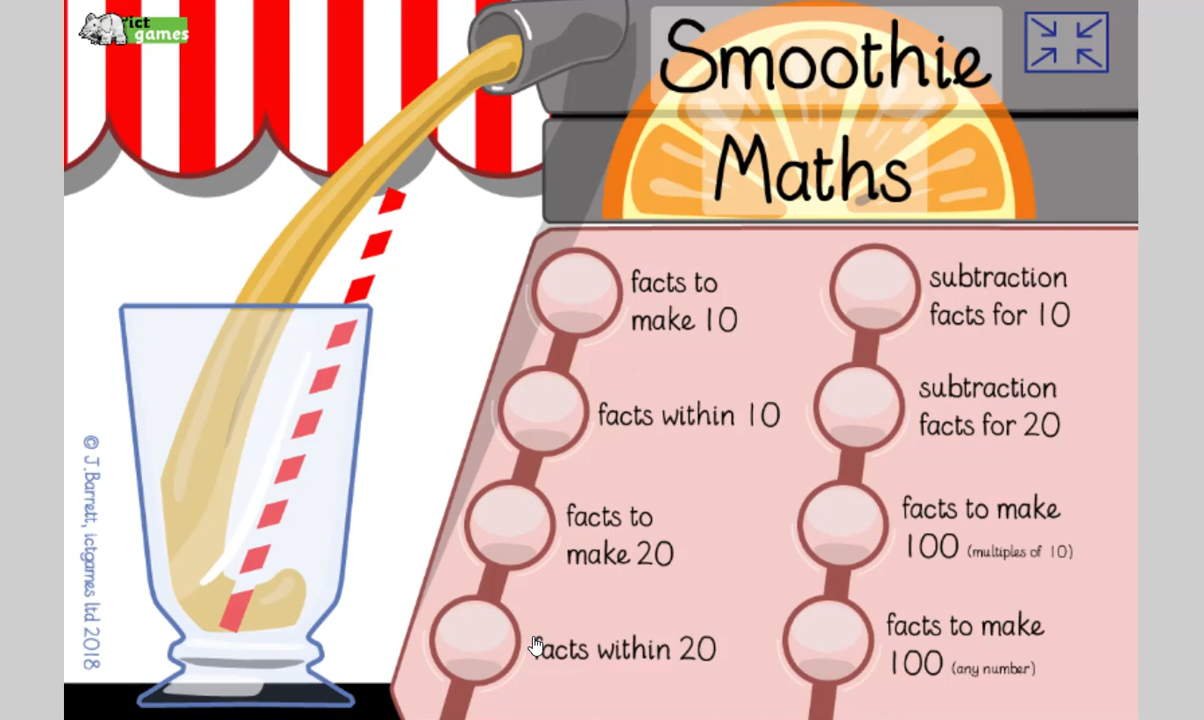 ict
games
Smoothie
Maths
facts to
make 10
facts within 10
facts to
make 20
facts within 20
subtraction
facts for 10
subtraction
facts for 20
facts to make
100 (multiples of 10)
facts to make
100 (any number)
© J.Barrett, ictgames ltd 2018